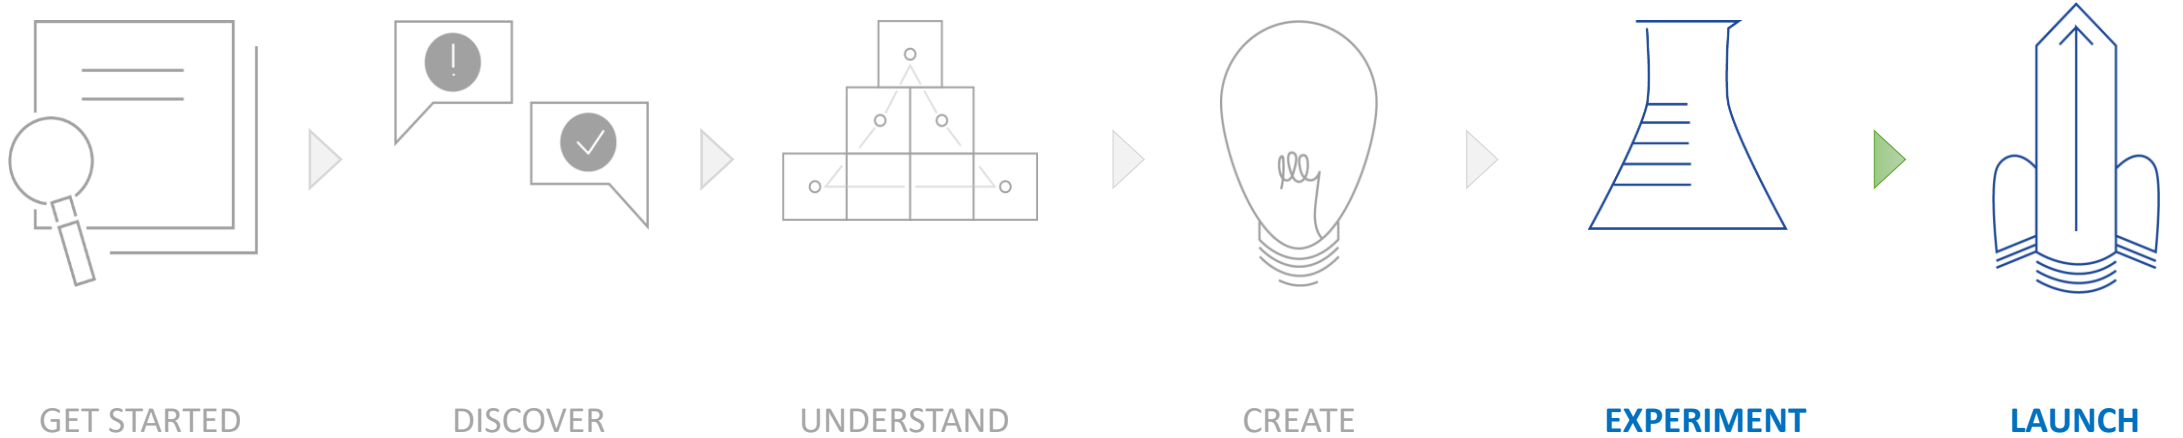 GET STARTED
DISCOVER
UNDERSTAND
CREATE
EXPERIMENT
LAUNCH